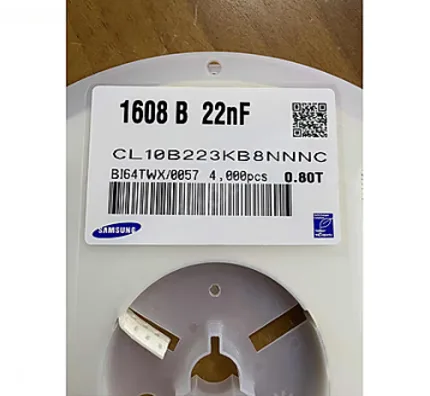 1608 B 22nF
CL10B223KB8NNNC
BI64TWX/0057 4,000pcs 0.80T
SAMSUNG